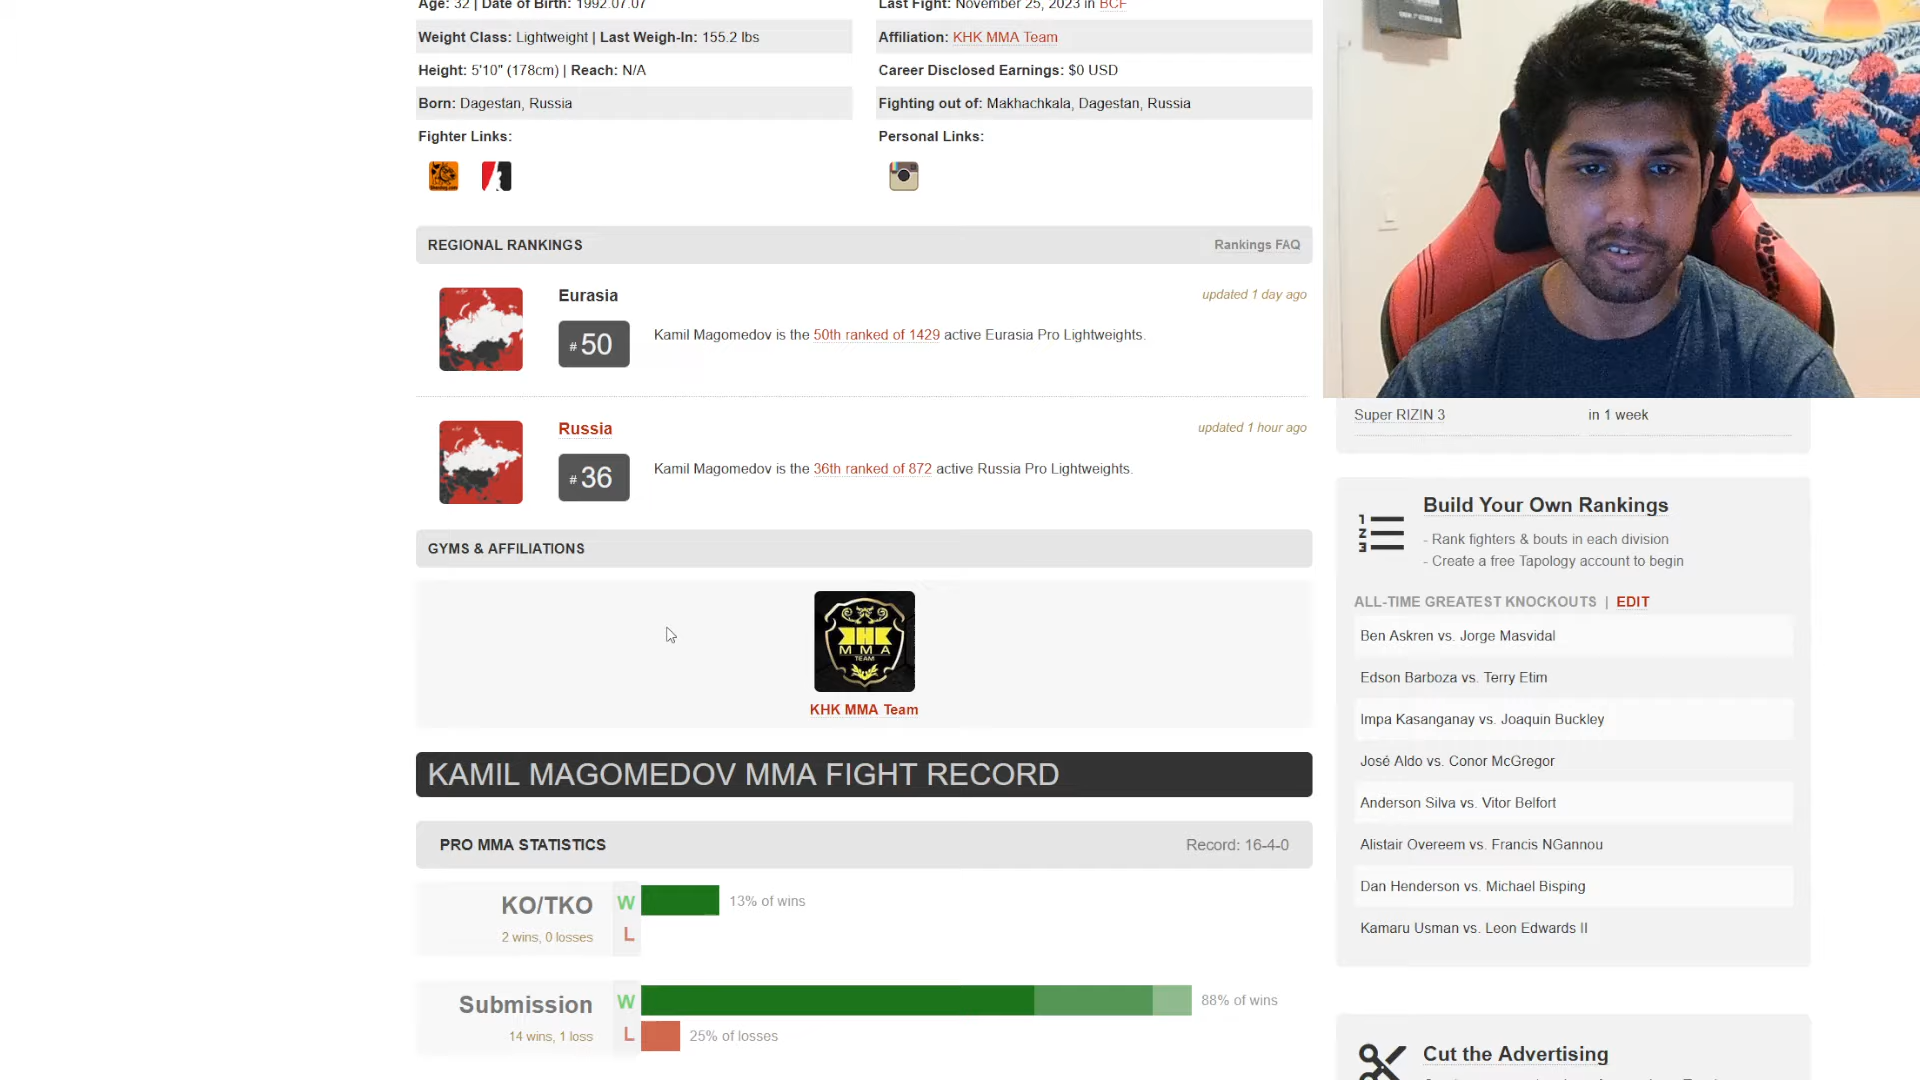 Age: 32 | Date of Birth: 1992.07.07
Last Fight: November 25, 2023 in BCF
Weight Class: Lightweight | Last Weigh-In: 155.2 lbs
Affiliation: KHK MMA Team
Height: 5'10" (178cm) | Reach: N/A
Career Disclosed Earnings: $0 USD
Born: Dagestan, Russia
Fighting out of: Makhachkala, Dagestan, Russia
Fighter Links:
Personal Links:
REGIONAL RANKINGS
Rankings FAQ
Eurasia
updated 1 day ago
#50
Kamil Magomedov is the 50th ranked of 1429 active Eurasia Pro Lightweights.
Russia
updated 1 hour ago
#36
Kamil Magomedov is the 36th ranked of 872 active Russia Pro Lightweights.
GYMS & AFFILIATIONS
KHK
MMA
TEAM
KHK MMA Team
KAMIL MAGOMEDOV MMA FIGHT RECORD
PRO MMA STATISTICS
Record: 16-4-0
KO/TKO
2 wins, 0 losses
W
13% of wins
L
Submission
14 wins, 1 loss
W
88% of wins
L
25% of losses
Super RIZIN 3
in 1 week
1
2
3
Build Your Own Rankings
- Rank fighters & bouts in each division
- Create a free Tapology account to begin
ALL-TIME GREATEST KNOCKOUTS | EDIT
Ben Askren vs. Jorge Masvidal
Edson Barboza vs. Terry Etim
Impa Kasanganay vs. Joaquin Buckley
José Aldo vs. Conor McGregor
Anderson Silva vs. Vitor Belfort
Alistair Overeem vs. Francis NGannou
Dan Henderson vs. Michael Bisping
Kamaru Usman vs. Leon Edwards II
Cut the Advertising